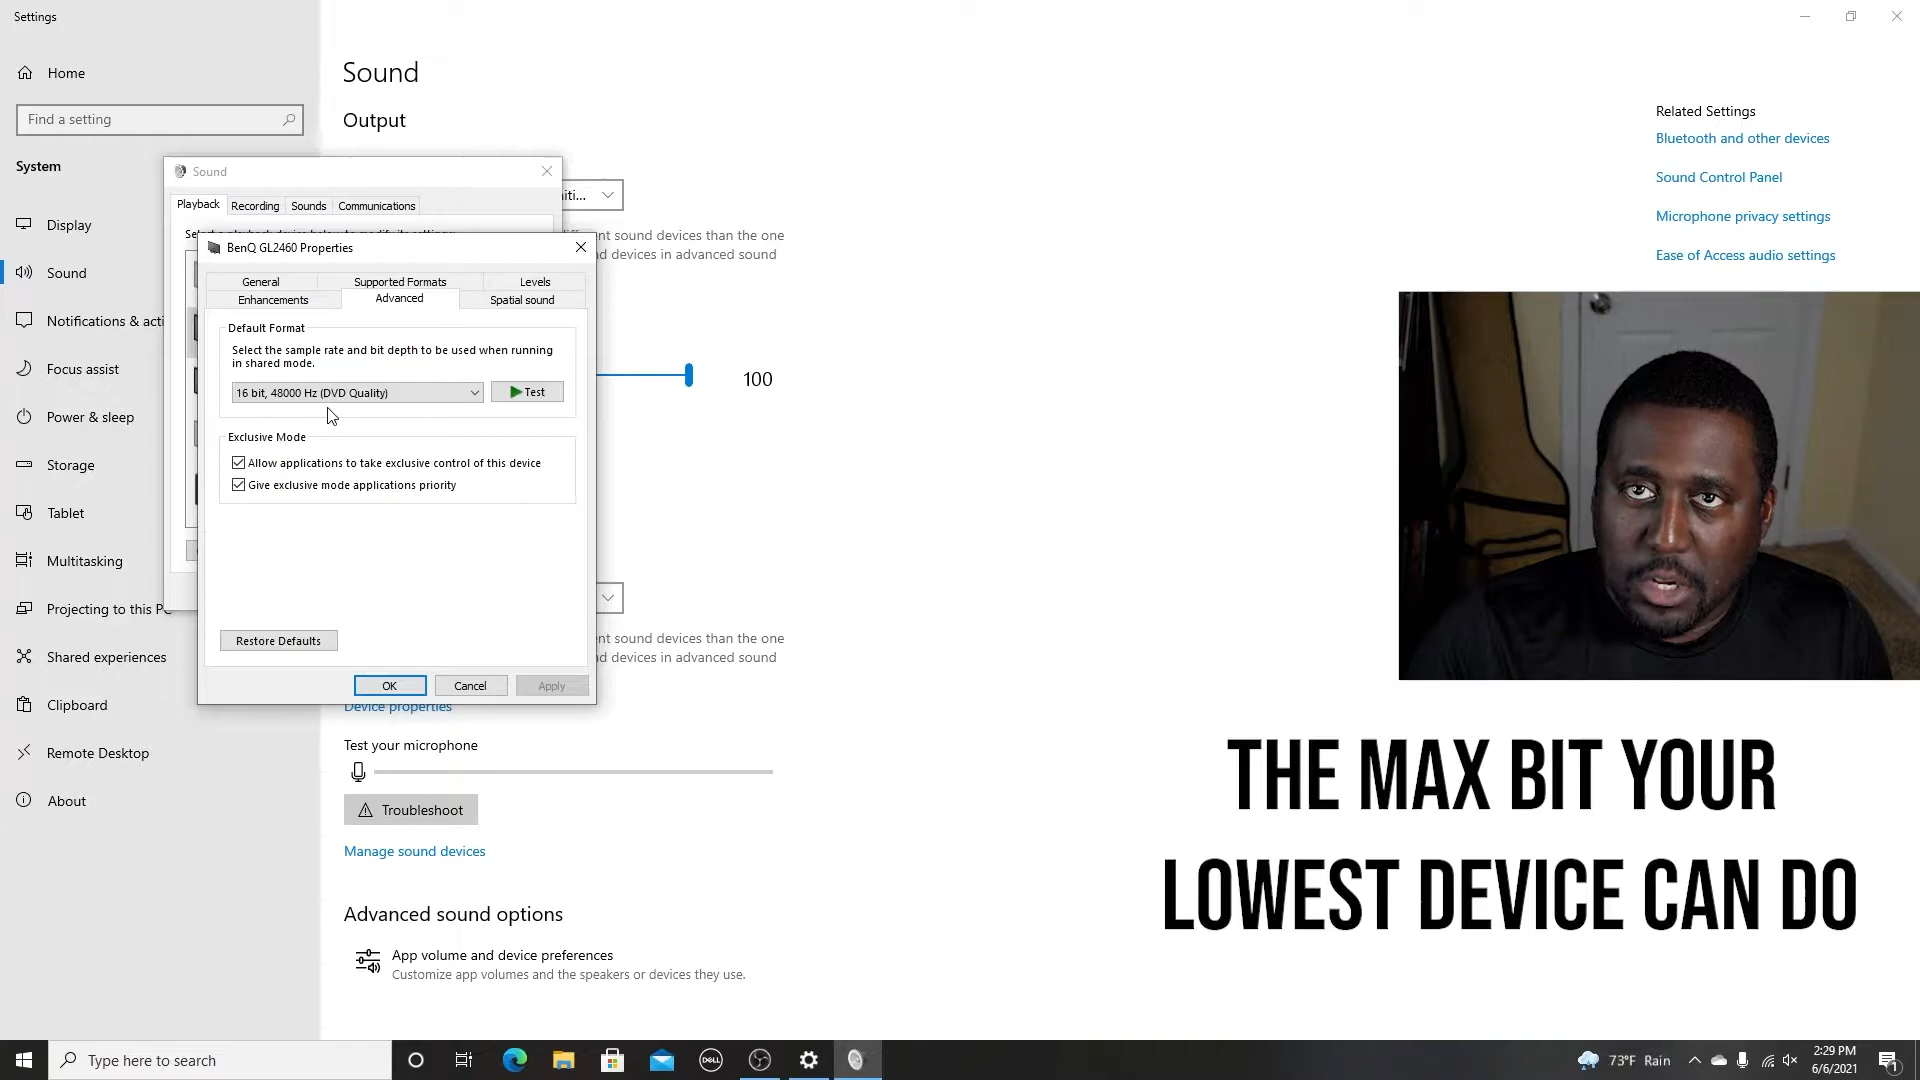 Settings
Home
Find a setting
System
Display
Sound
Notifications & acti
Focus assist
Power & sleep
Storage
Tablet
Multitasking
Projecting to this PC
Shared experiences
Clipboard
Remote Desktop
About
Sound
Output
iti...
sound devices than the one
devices in advanced sound
100
sound devices than the one
devices in advanced sound
Device properties
Test your microphone
Troubleshoot
Manage sound devices
Advanced sound options
App volume and device preferences
Customize app volumes and the speakers or devices they use.
Related Settings
Bluetooth and other devices
Sound Control Panel
Microphone privacy settings
Ease of Access audio settings
Sound
Playback
Recording
Sounds
Communications
BenQ GL2460 Properties
General
Supported Formats
Levels
Enhancements
Advanced
Spatial sound
Default Format
Select the sample rate and bit depth to be used when running
in shared mode.
16 bit, 48000 Hz (DVD Quality)
Test
Exclusive Mode
Allow applications to take exclusive control of this device
Give exclusive mode applications priority
Restore Defaults
OK
Cancel
Apply
THE MAX BIT YOUR
LOWEST DEVICE CAN DO
Type here to search
DELL
73°F Rain
2:29 PM
6/6/2021
1